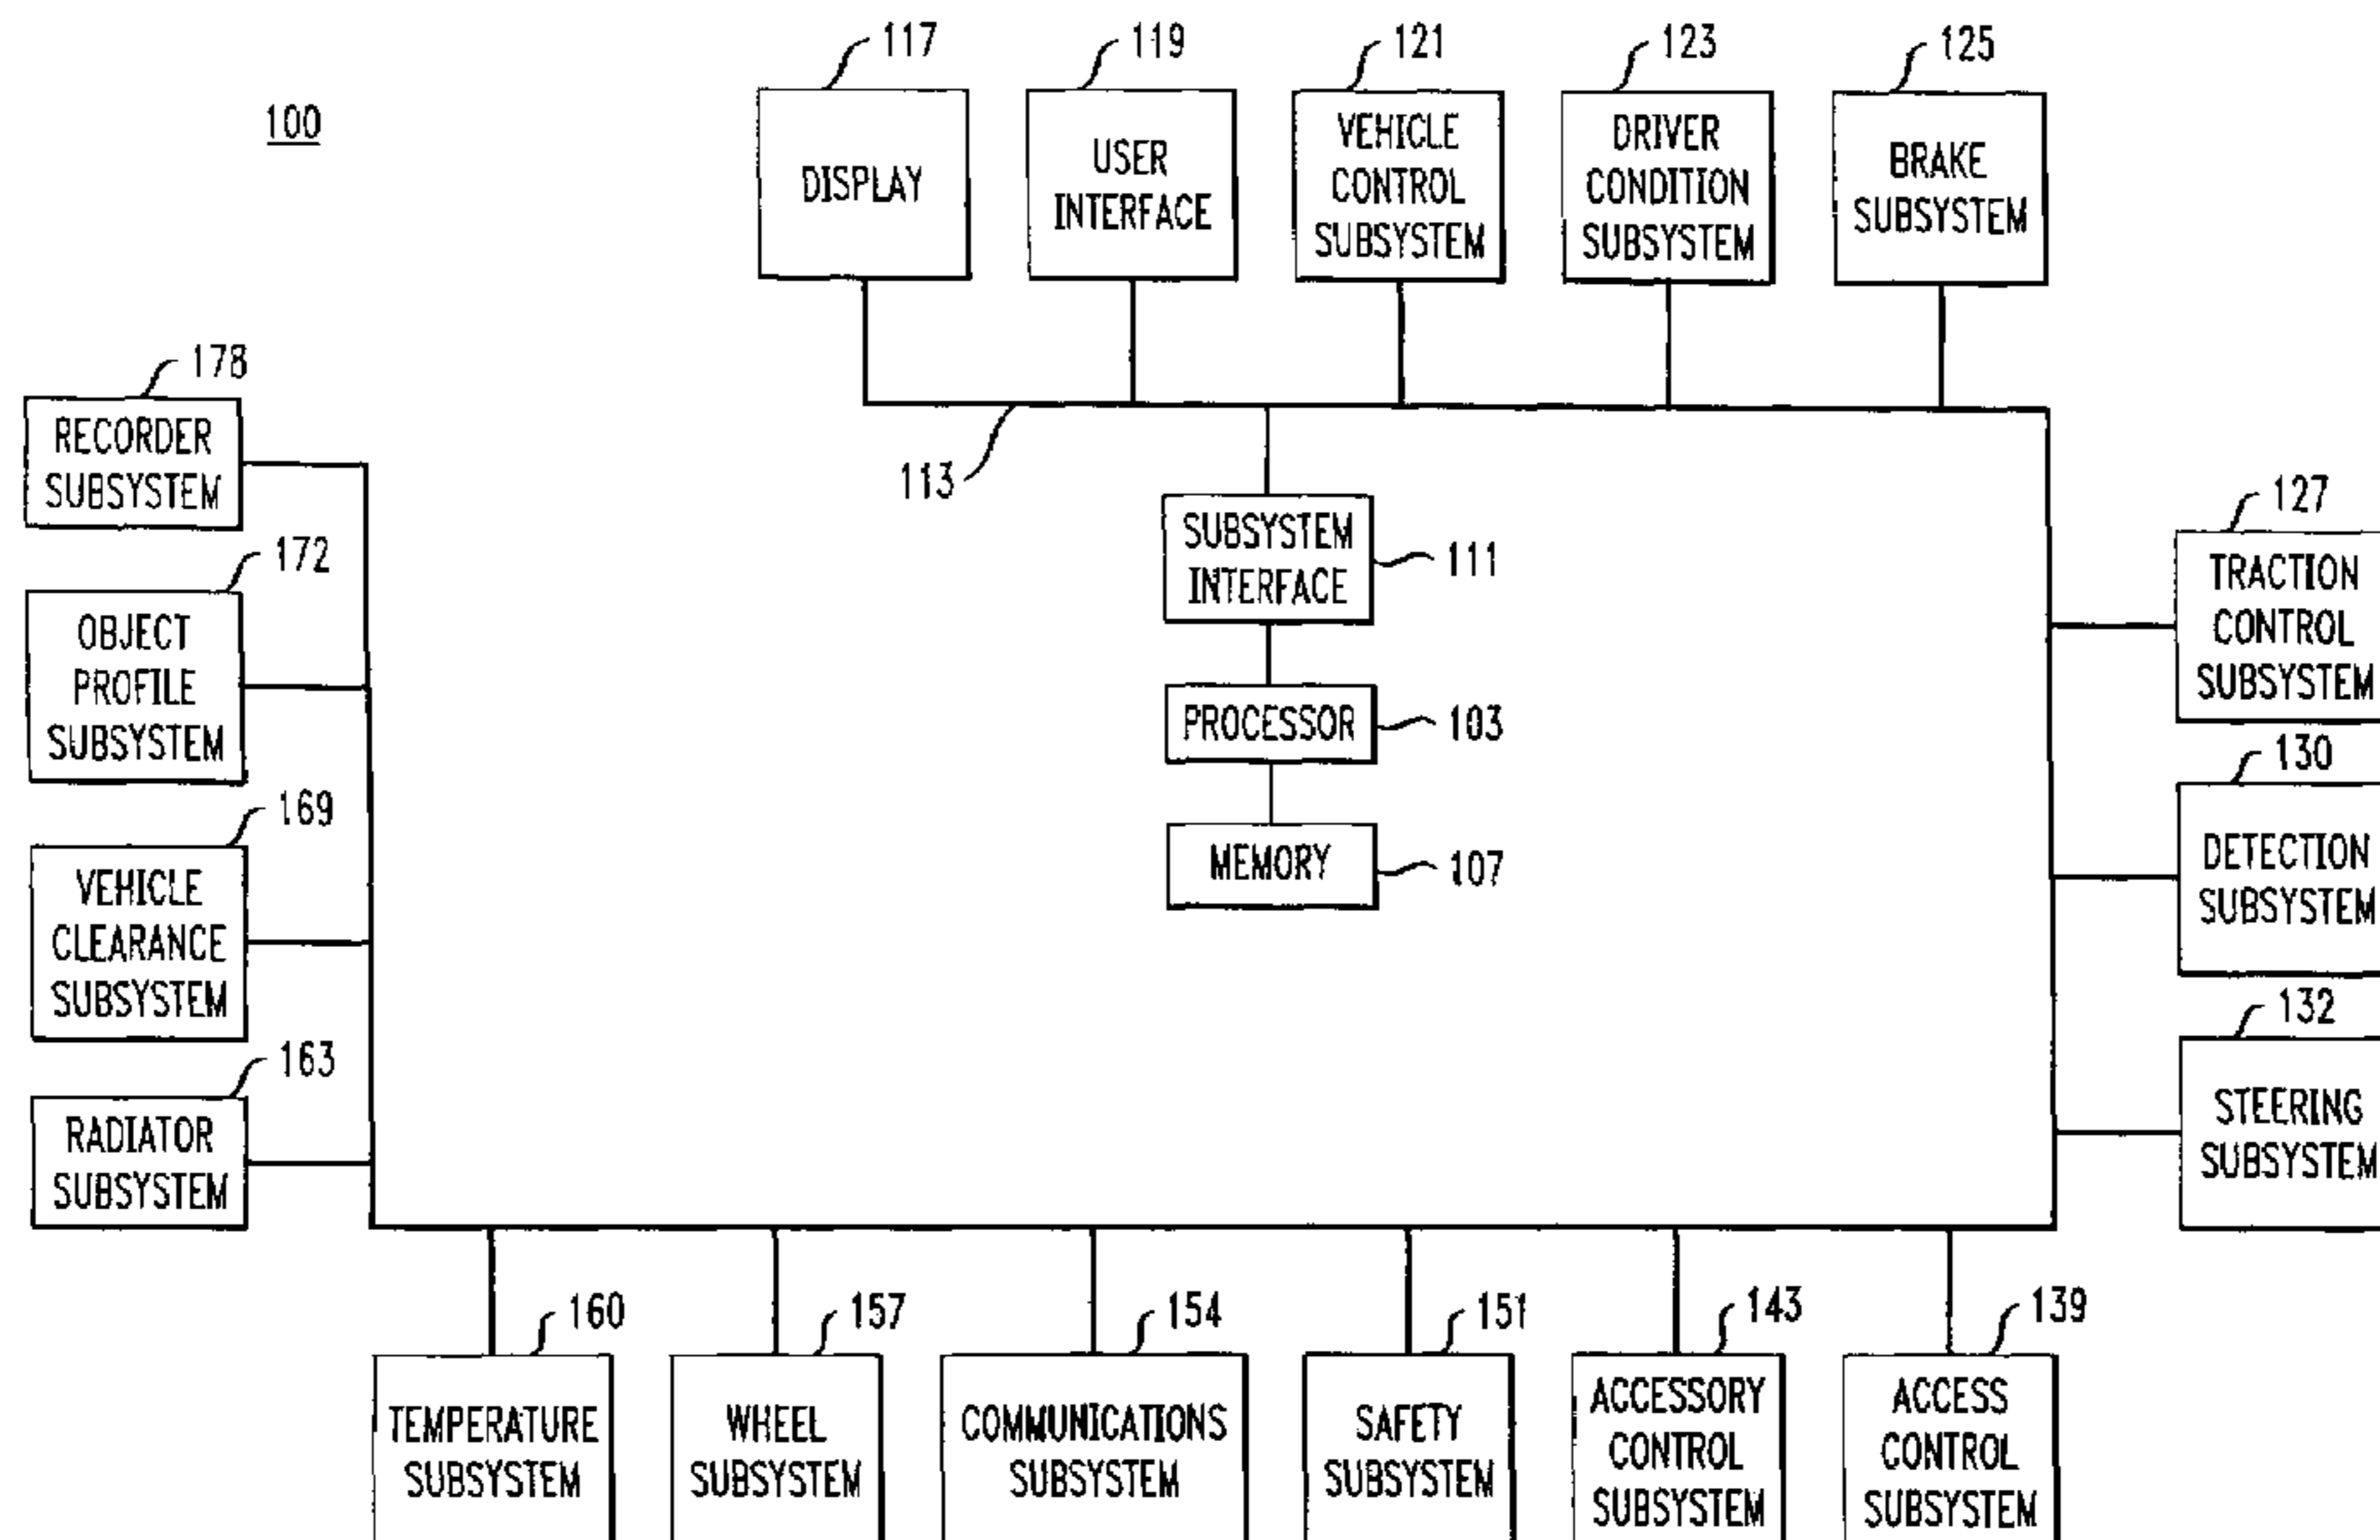 117
119
121
123
125
100
DISPLAY
USER
INTERFACE
VEHICLE
CONTROL
SUBSYSTEM
DRIVER
CONDITION
SUBSYSTEM
BRAKE
SUBSYSTEM
178
RECORDER
SUBSYSTEM
113
SUBSYSTEM
INTERFACE
111
127
TRACTION
CONTROL
SUBSYSTEM
172
OBJECT
PROFILE
SUBSYSTEM
PROCESSOR
103
130
DETECTION
SUBSYSTEM
169
VEHICLE
CLEARANCE
SUBSYSTEM
MEMORY
107
132
STEERING
SUBSYSTEM
163
RADIATOR
SUBSYSTEM
160
157
154
151
143
139
TEMPERATURE
SUBSYSTEM
WHEEL
SUBSYSTEM
COMMUNICATIONS
SUBSYSTEM
SAFETY
SUBSYSTEM
ACCESSORY
CONTROL
SUBSYSTEM
ACCESS
CONTROL
SUBSYSTEM